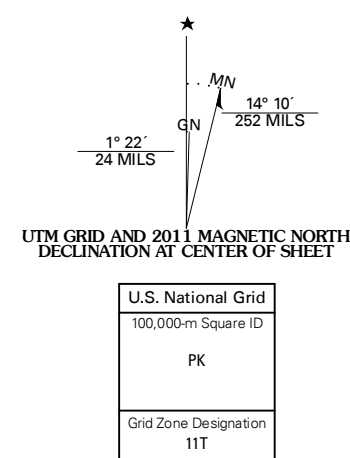 ★
MN
14° 10´
252 MILS
GN
1° 22´
24 MILS
UTM GRID AND 2011 MAGNETIC NORTH
DECLINATION AT CENTER OF SHEET
U.S. National Grid
100,000-m Square ID
PK
Grid Zone Designation
11T